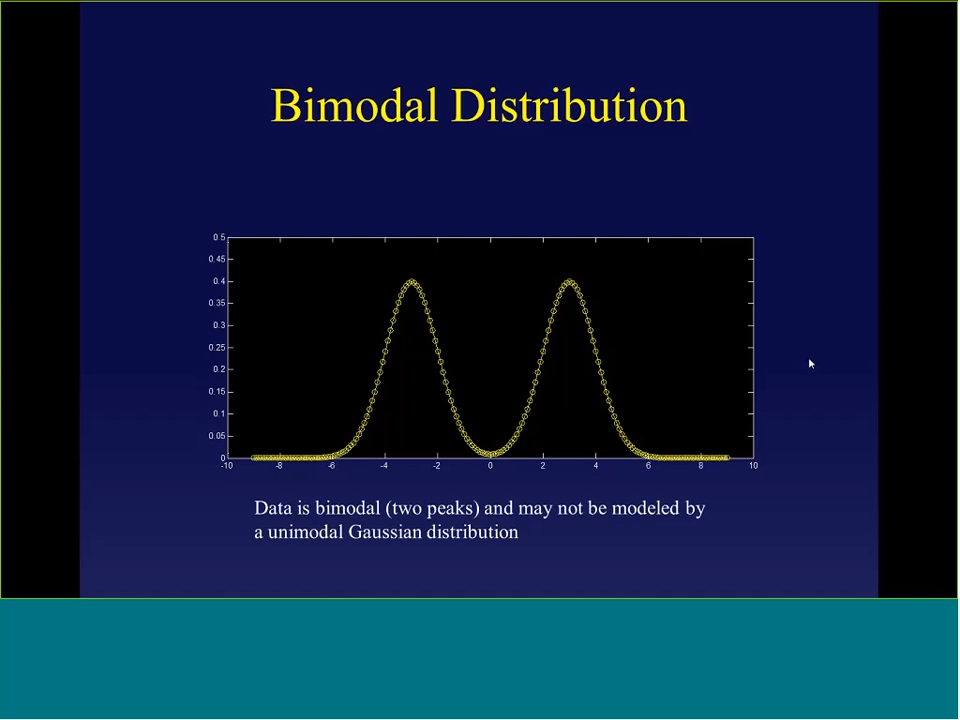 Bimodal Distribution
0.5
0.45
0.4
0.35
0.3
0.25
0.2
0.15
0.1
0.05
0
-10 -8 -6 -4 -2 0 2 4 6 8 10
Data is bimodal (two peaks) and may not be modeled by
a unimodal Gaussian distribution